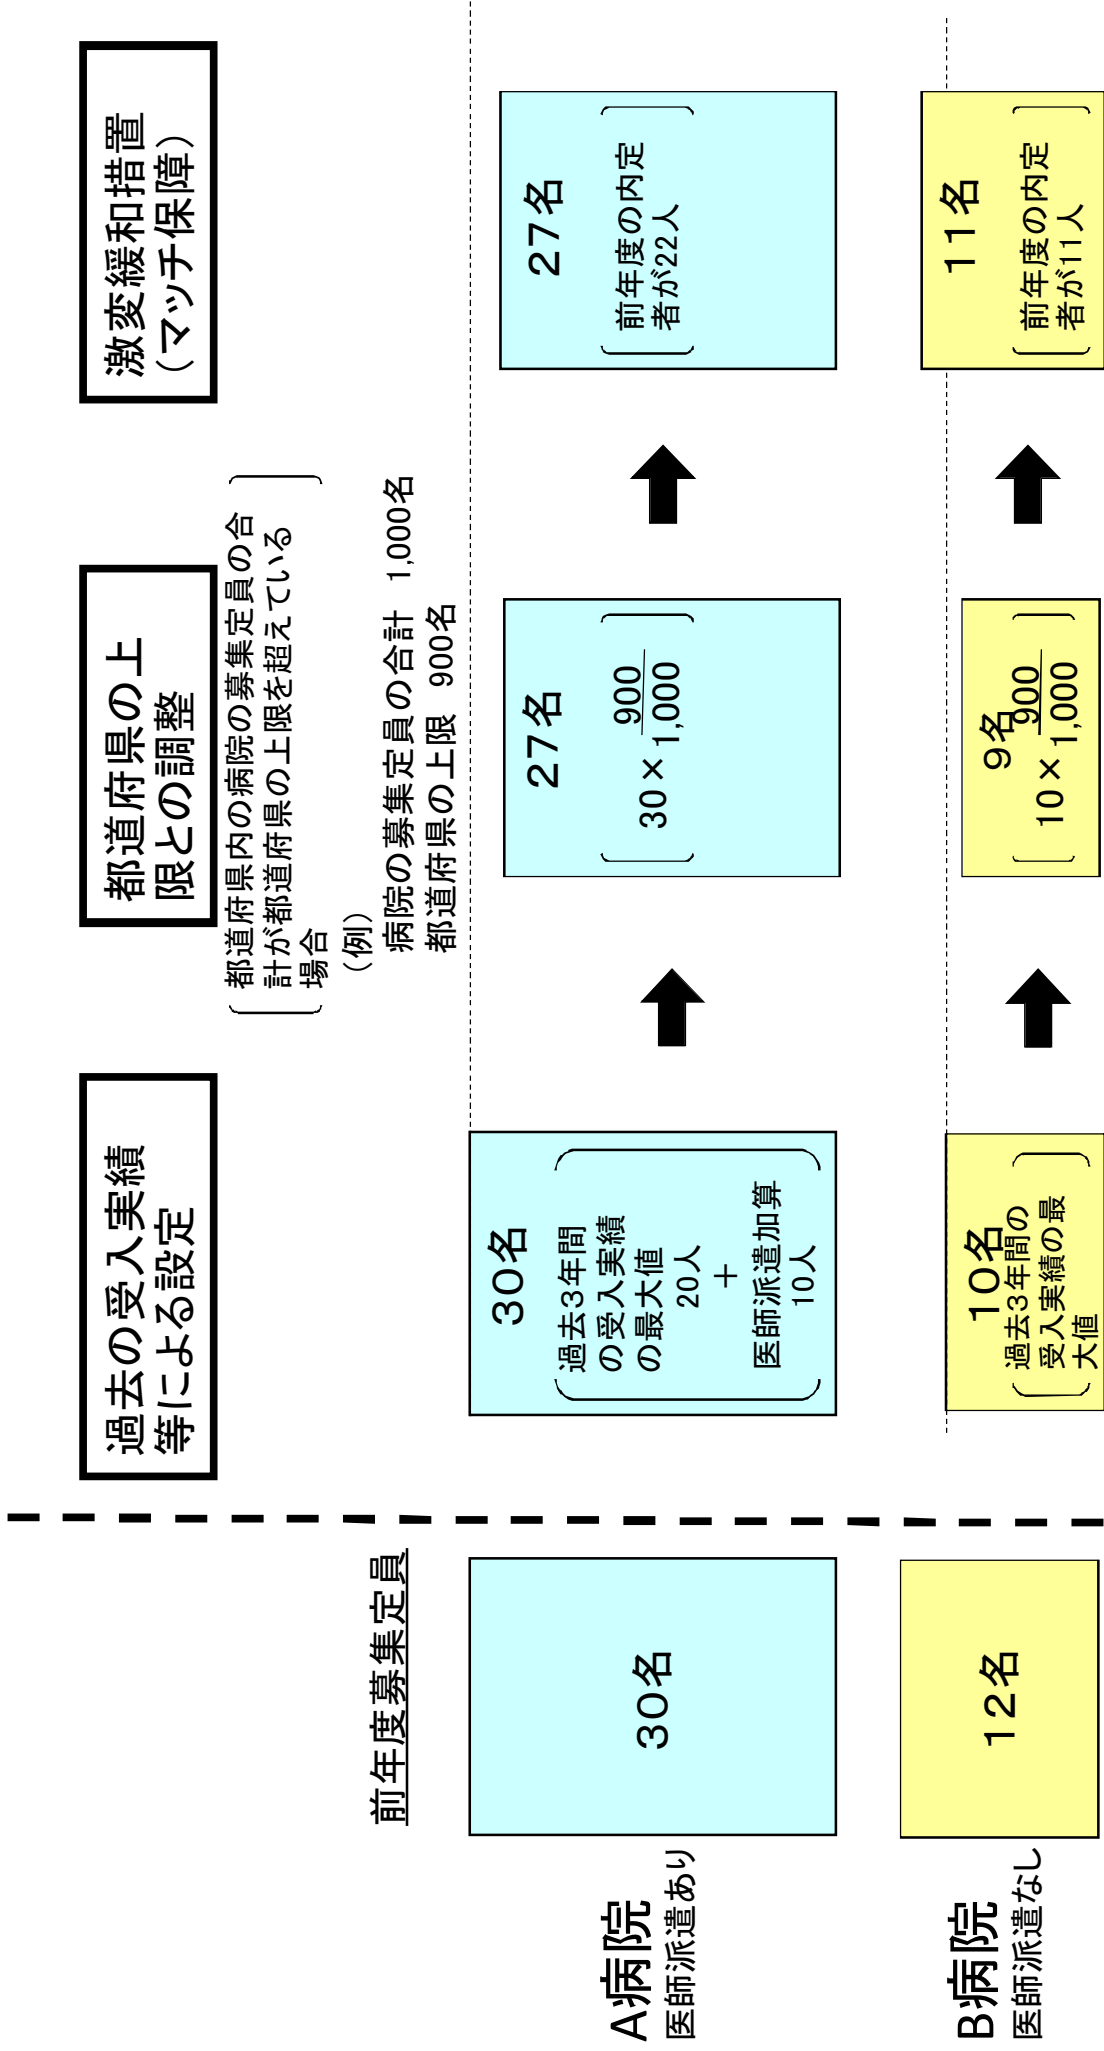 過去の受入実績
等による設定
都道府県の上
限との調整
激変緩和措置
（マッチ保障）
都道府県内の病院の募集定員の合
計が都道府県の上限を超えている
場合
（例）
病院の募集定員の合計 1,000名
都道府県の上限 900名
前年度募集定員
A病院
医師派遣あり
30名
30名
過去3年間
の受入実績
の最大値
20人
＋
医師派遣加算
10人
27名
30×900
1,000
27名
前年度の内定
者が22人
B病院
医師派遣なし
12名
10名
過去3年間の
受入実績の最
大値
9名
10×900
1,000
11名
前年度の内定
者が11人